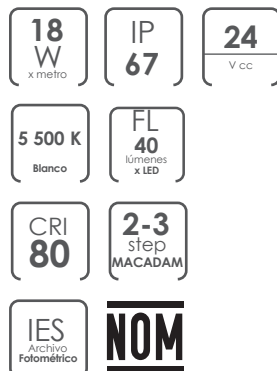 18
W
x metro
IP
67
24
V cc
5 500 K
Blanco
FL
40
lúmenes
x LED
CRI
80
2-3
step
MACADAM
IES
Archivo
Fotométrico
NOM